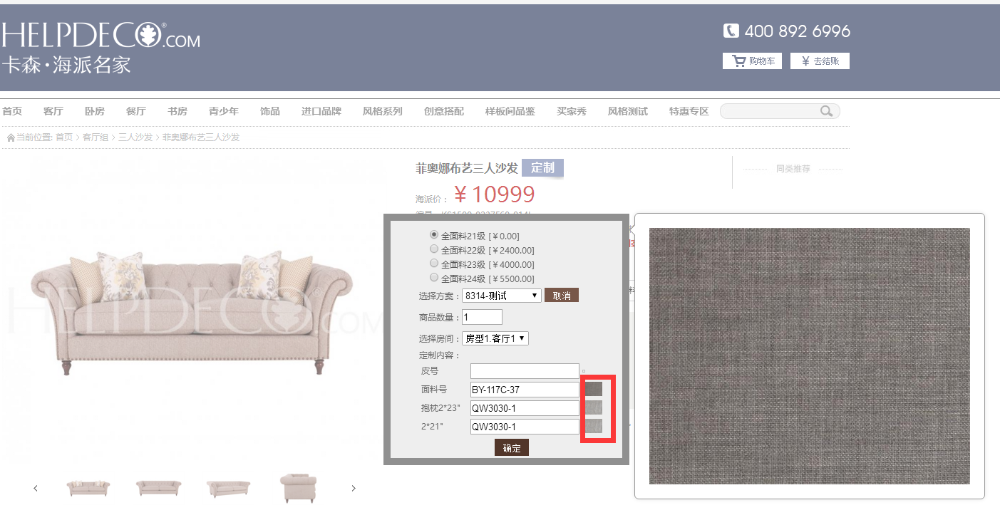 HELPDECO®.COM
卡森·海派名家
400 892 6996
购物车
¥ 去结账
首页 客厅 卧房 餐厅 书房 青少年 饰品 进口品牌 风格系列 创意搭配 样板间品鉴 买家秀 风格测试 特惠专区
当前位置: 首页 > 客厅组 > 三人沙发 > 菲奥娜布艺三人沙发
菲奥娜布艺三人沙发 定制
同类推荐
海派价： ¥10999
全面料21级 [￥0.00]
全面料22级 [￥2400.00]
全面料23级 [￥4000.00]
全面料24级 [￥5500.00]
选择方案： 8314-测试 取消
商品数量： 1
选择房间： 房型1.客厅1
定制内容：
皮号
面料号 BY-117C-37
抱枕2*23" QW3030-1
2*21" QW3030-1
确定
HELPDECO®.COM